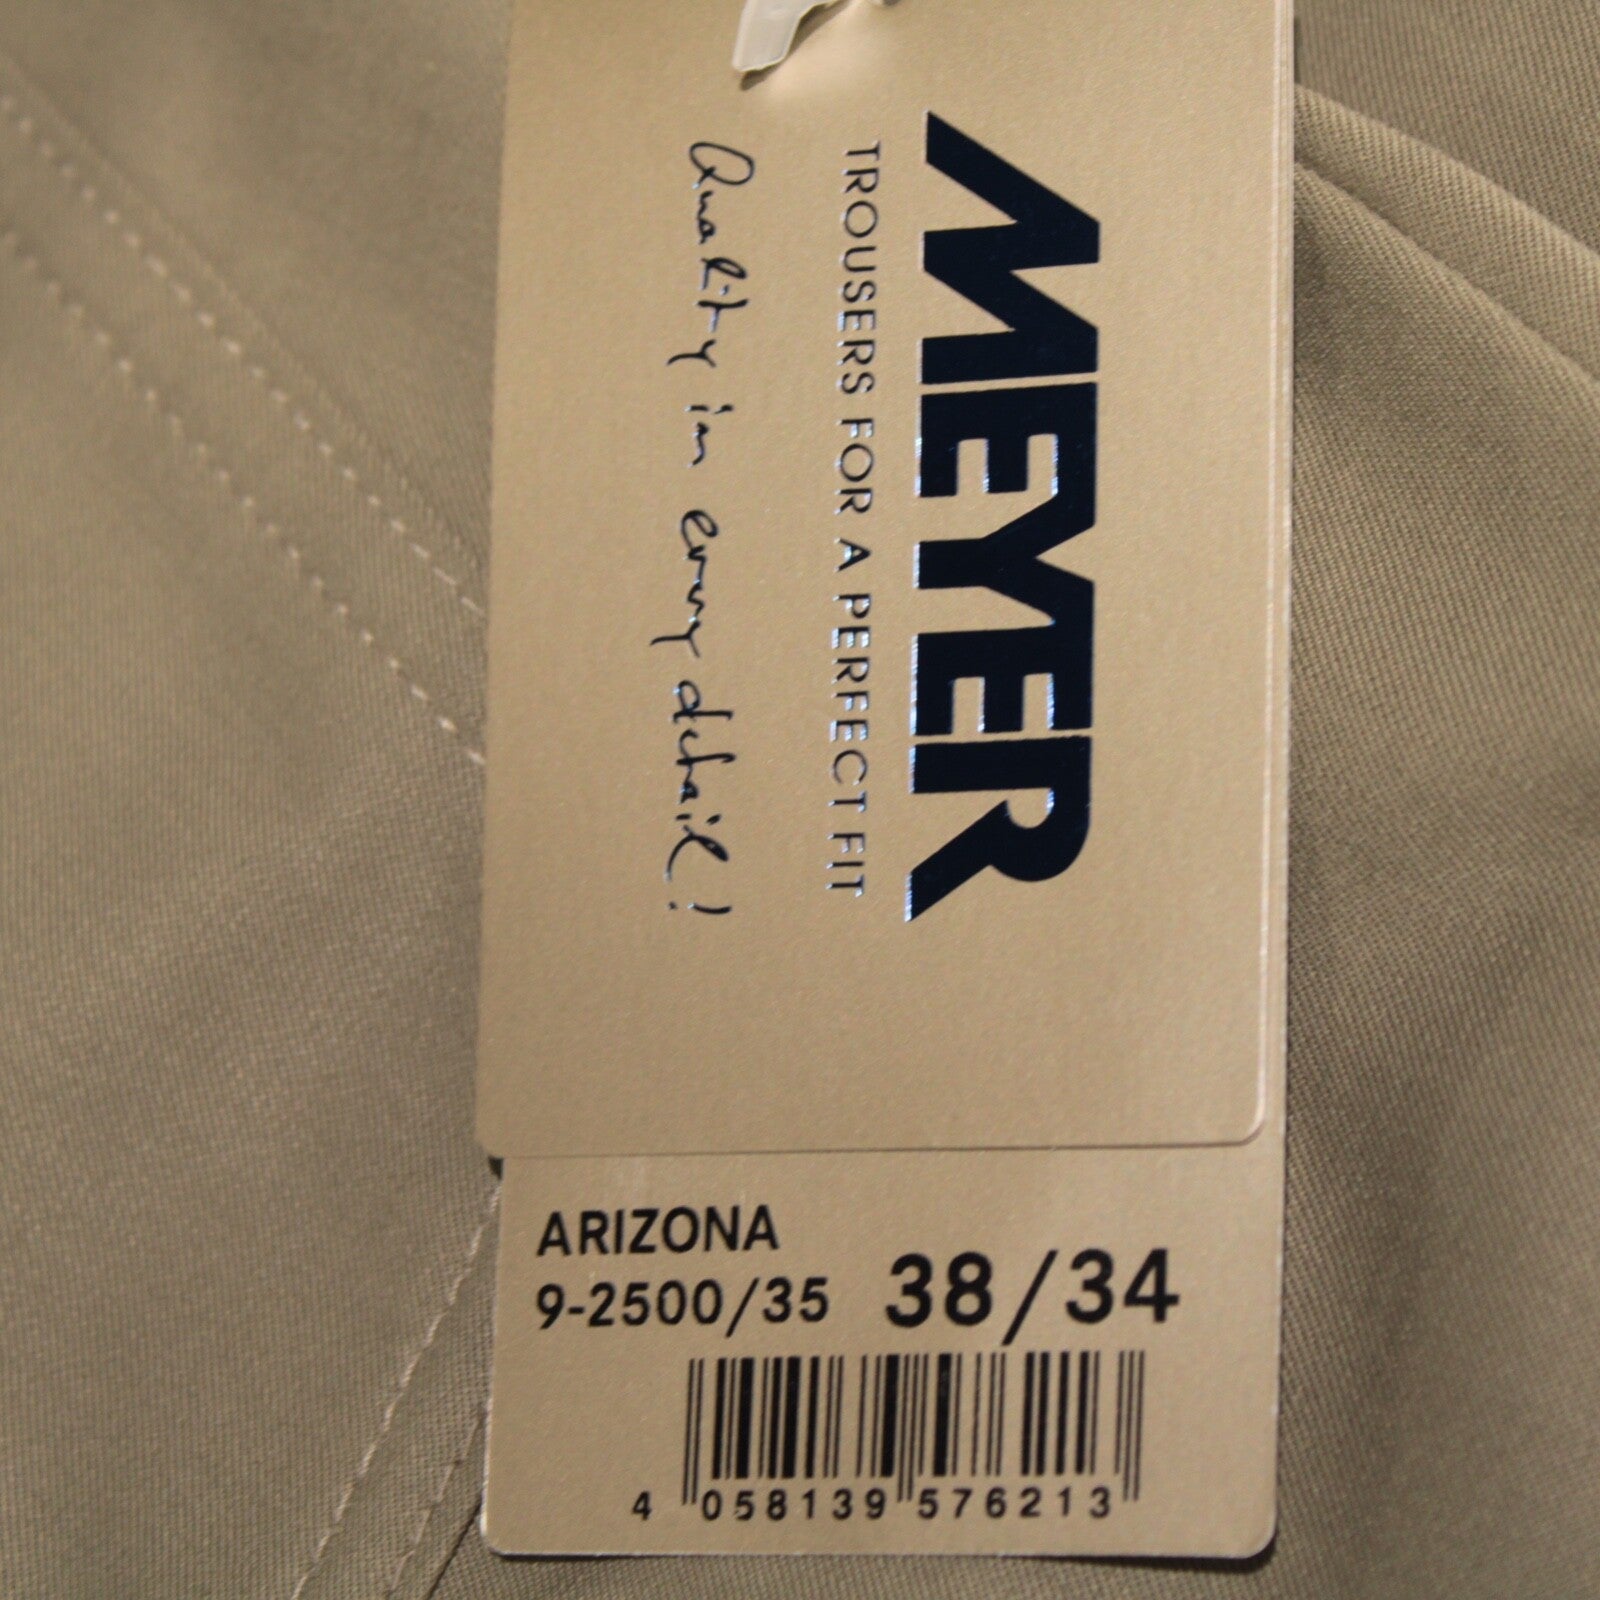 MEYER
TROUSERS FOR A PERFECT FIT
Quality in every detail!
ARIZONA
9-2500/35 38/34
4 058139 576213